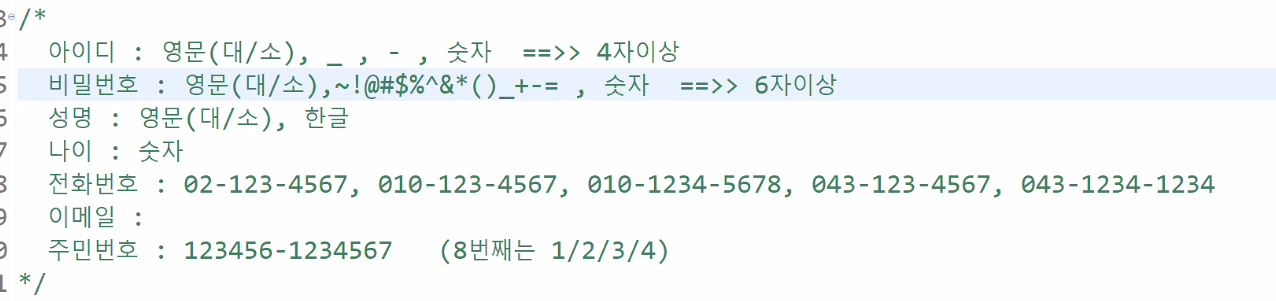 3 /*
4 아이디 : 영문(대/소), _ , - , 숫자 ==>> 4자이상
5 비밀번호 : 영문(대/소),~!@#$%^&*()_+-= , 숫자 ==>> 6자이상
6 성명 : 영문(대/소), 한글
7 나이 : 숫자
8 전화번호 : 02-123-4567, 010-123-4567, 010-1234-5678, 043-123-4567, 043-1234-1234
9 이메일 :
0 주민번호 : 123456-1234567 (8번째는 1/2/3/4)
1 */